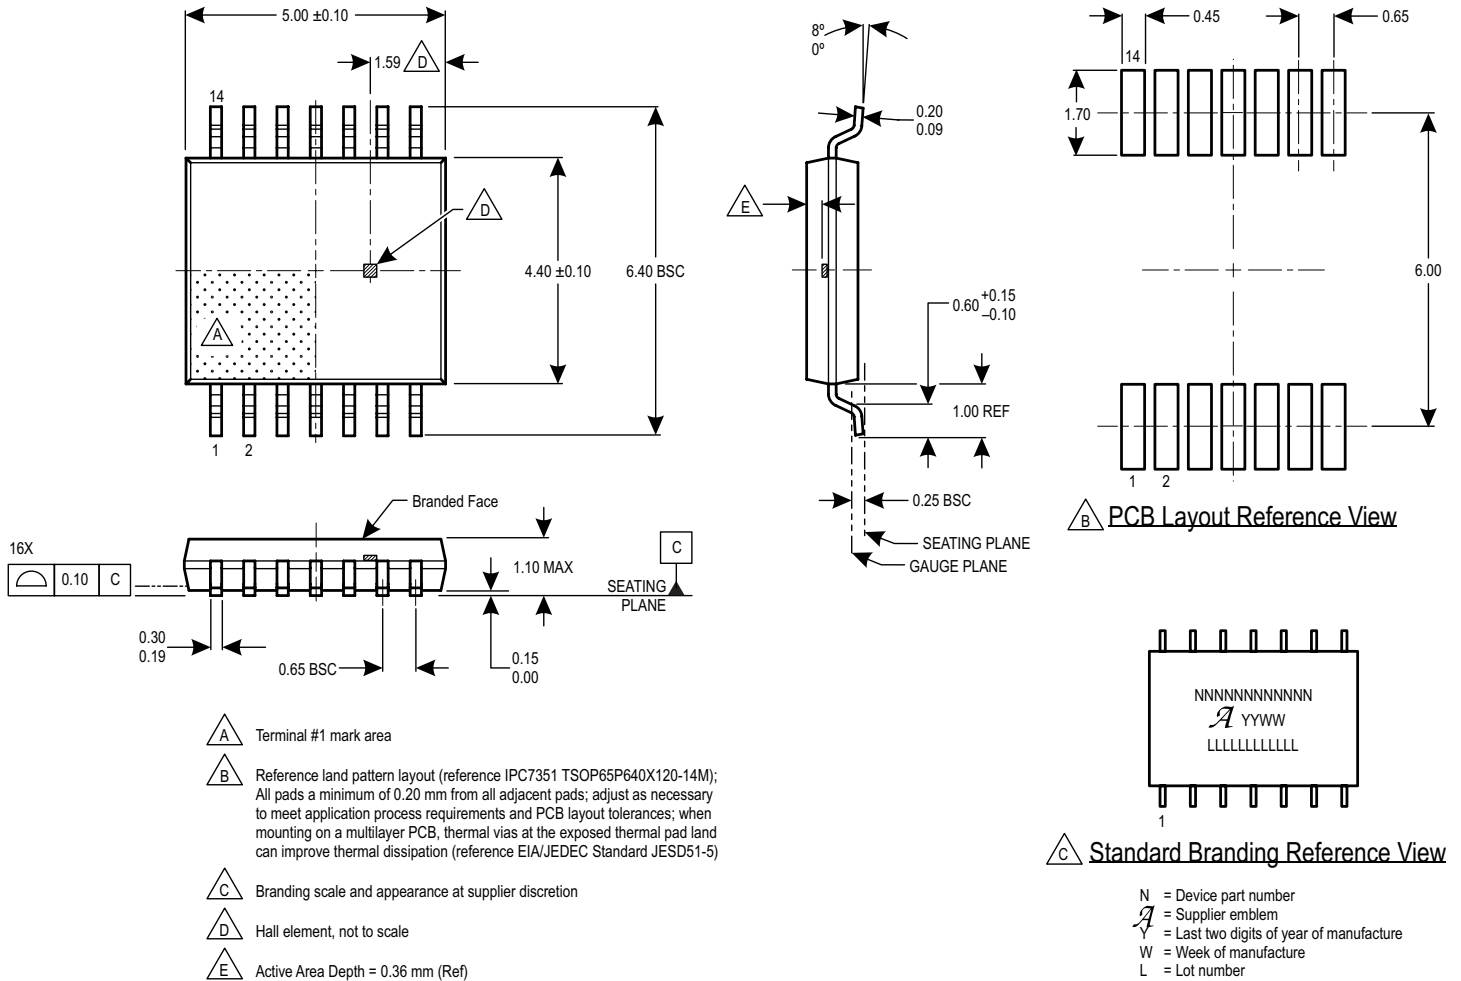 5.00 ±0.10
1.59 D
14
D
A
4.40 ±0.10
6.40 BSC
1 2
8º
0º
0.20
0.09
E
0.60 +0.15
–0.10
1.00 REF
0.25 BSC
SEATING PLANE
GAUGE PLANE
0.45
0.65
14
1.70
6.00
1 2
B PCB Layout Reference View
Branded Face
16X
0.10 C
1.10 MAX
C
SEATING
PLANE
0.30
0.19
0.65 BSC
0.15
0.00
NNNNNNNNNNNN
A YYWW
LLLLLLLLLLLL
1
C Standard Branding Reference View
N = Device part number
A = Supplier emblem
Y = Last two digits of year of manufacture
W = Week of manufacture
L = Lot number
A Terminal #1 mark area
B Reference land pattern layout (reference IPC7351 TSOP65P640X120-14M);
All pads a minimum of 0.20 mm from all adjacent pads; adjust as necessary
to meet application process requirements and PCB layout tolerances; when
mounting on a multilayer PCB, thermal vias at the exposed thermal pad land
can improve thermal dissipation (reference EIA/JEDEC Standard JESD51-5)
C Branding scale and appearance at supplier discretion
D Hall element, not to scale
E Active Area Depth = 0.36 mm (Ref)